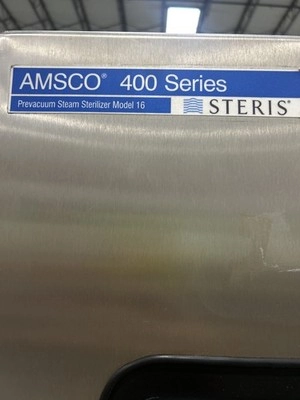 AMSCO® 400 Series
Prevacuum Steam Sterilizer Model 16
STERIS®